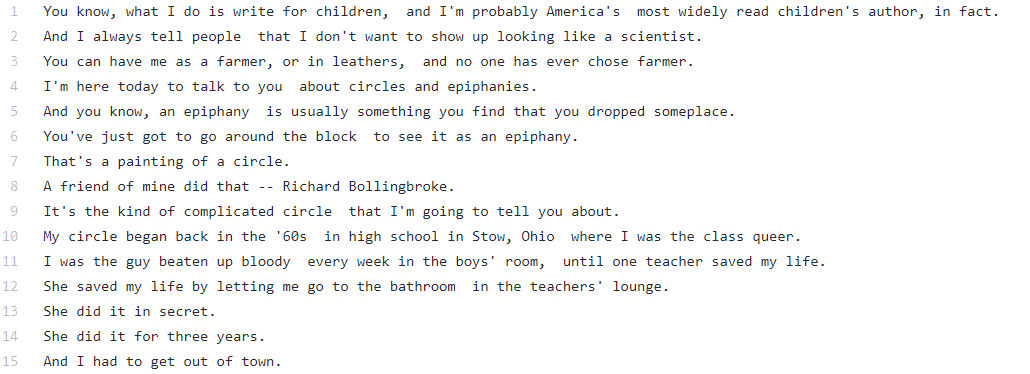 1 You know, what I do is write for children,  and I'm probably America's  most widely read children's author, in fact.
2 And I always tell people  that I don't want to show up looking like a scientist.
3 You can have me as a farmer, or in leathers,  and no one has ever chose farmer.
4 I'm here today to talk to you  about circles and epiphanies.
5 And you know, an epiphany  is usually something you find that you dropped someplace.
6 You've just got to go around the block  to see it as an epiphany.
7 That's a painting of a circle.
8 A friend of mine did that -- Richard Bollingbroke.
9 It's the kind of complicated circle  that I'm going to tell you about.
10 My circle began back in the '60s  in high school in Stow, Ohio  where I was the class queer.
11 I was the guy beaten up bloody  every week in the boys' room,  until one teacher saved my life.
12 She saved my life by letting me go to the bathroom  in the teachers' lounge.
13 She did it in secret.
14 She did it for three years.
15 And I had to get out of town.